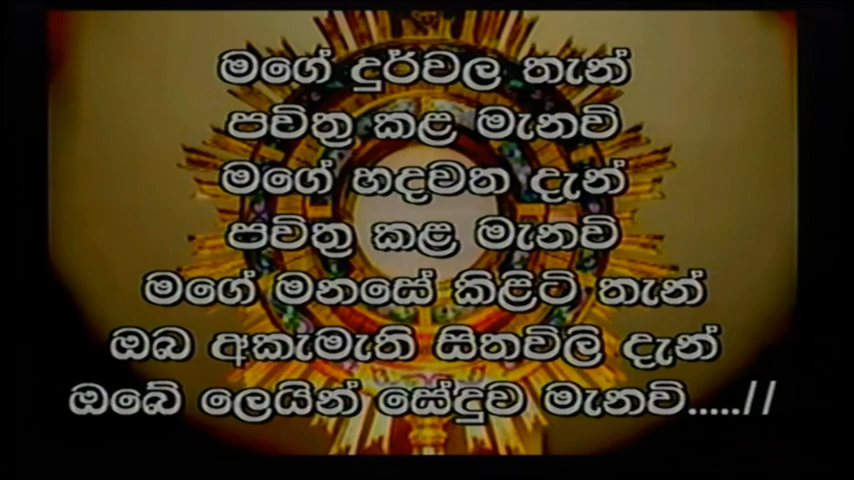 මගේ දුර්වල තැන්
පවිත්‍ර කළ මැනවි
මගේ හදවත දැන්
පවිත්‍ර කළ මැනවි
මගේ මනසේ කිළිටි තැන්
ඔබ අකැමැති සිතවිලි දැන්
ඔබේ ලෙයින් සේදුව මැනවි.....//